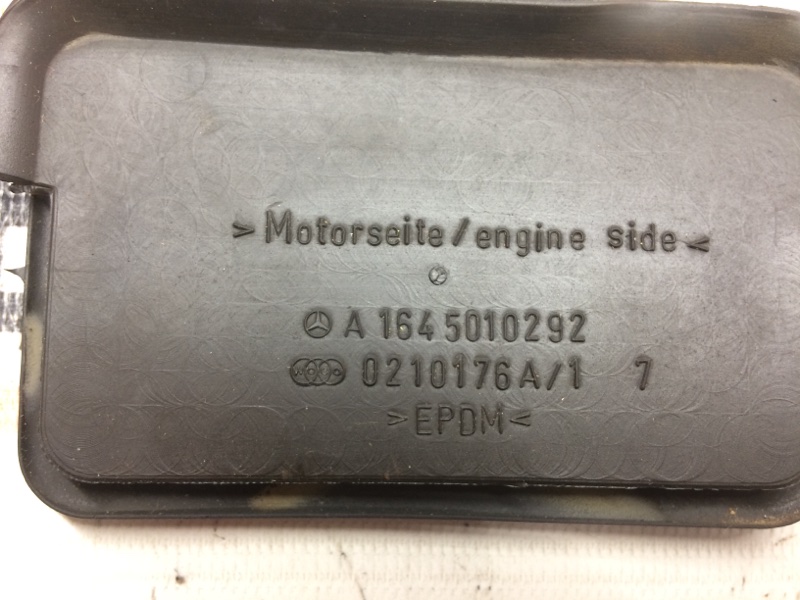 >Motorseite/engine side<
A 1645010292
0210176A/1 7
>EPDM<